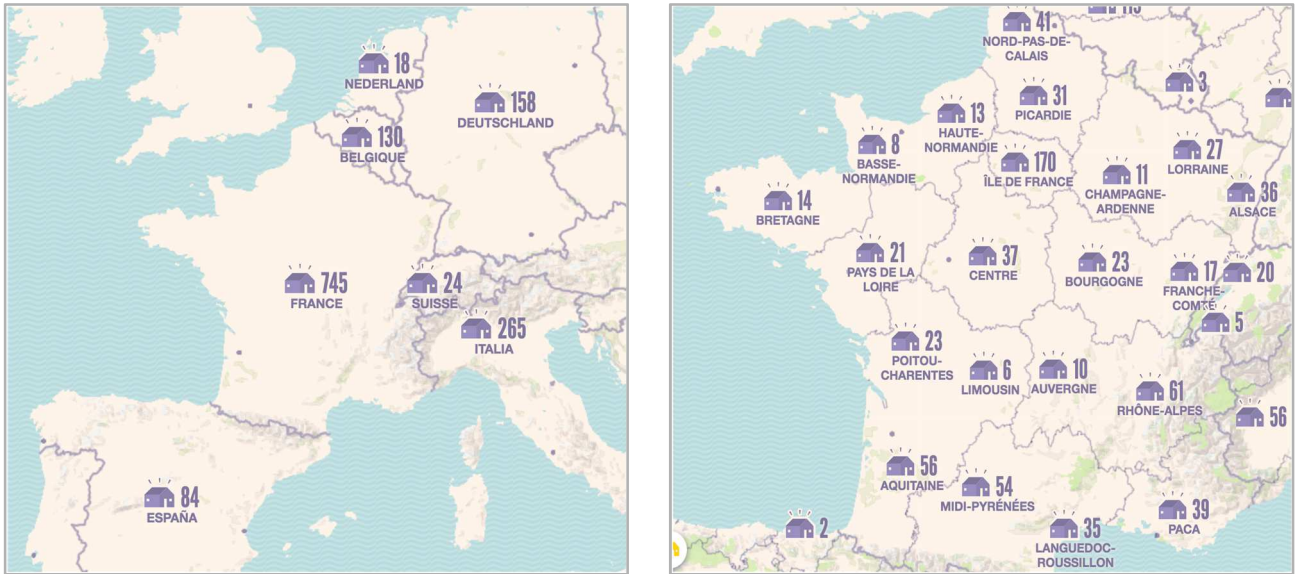 18
NEDERLAND
158
DEUTSCHLAND
130
BELGIQUE
745
FRANCE
24
SUISSE
265
ITALIA
84
ESPAÑA
41
NORD-PAS-DE-
CALAIS
3
31
PICARDIE
13
HAUTE-
NORMANDIE
8
BASSE-
NORMANDIE
170
ÎLE DE FRANCE
27
LORRAINE
11
CHAMPAGNE-
ARDENNE
36
ALSACE
14
BRETAGNE
21
PAYS DE LA
LOIRE
37
CENTRE
23
BOURGOGNE
17
FRANCHE-
COMTÉ
20
5
23
POITOU-
CHARENTES
6
LIMOUSIN
10
AUVERGNE
61
RHÔNE-ALPES
56
56
AQUITAINE
54
MIDI-PYRÉNÉES
39
PACA
2
35
LANGUEDOC-
ROUSSILLON